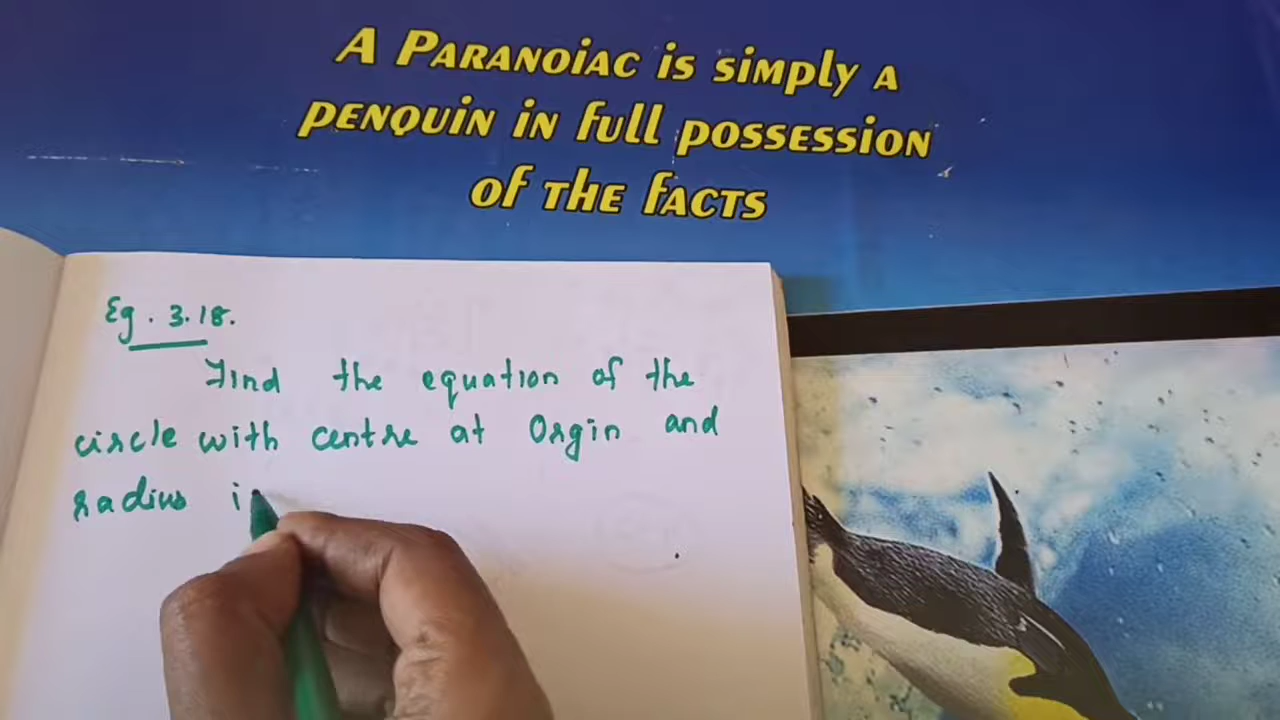 A PARANOIAC is simply A
PENQUIN IN full POSSESSION
of THE fACTS
Eg. 3.18.
Find the equation of the
circle with centre at Orgin and
radius i